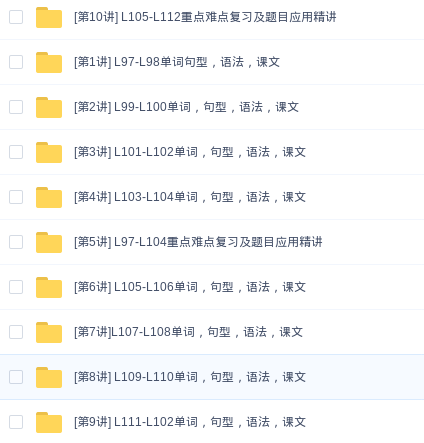 [第10讲] L105-L112重点难点复习及题目应用精讲
[第1讲] L97-L98单词句型，语法，课文
[第2讲] L99-L100单词，句型，语法，课文
[第3讲] L101-L102单词，句型，语法，课文
[第4讲] L103-L104单词，句型，语法，课文
[第5讲] L97-L104重点难点复习及题目应用精讲
[第6讲] L105-L106单词，句型，语法，课文
[第7讲]L107-L108单词，句型，语法，课文
[第8讲] L109-L110单词，句型，语法，课文
[第9讲] L111-L102单词，句型，语法，课文